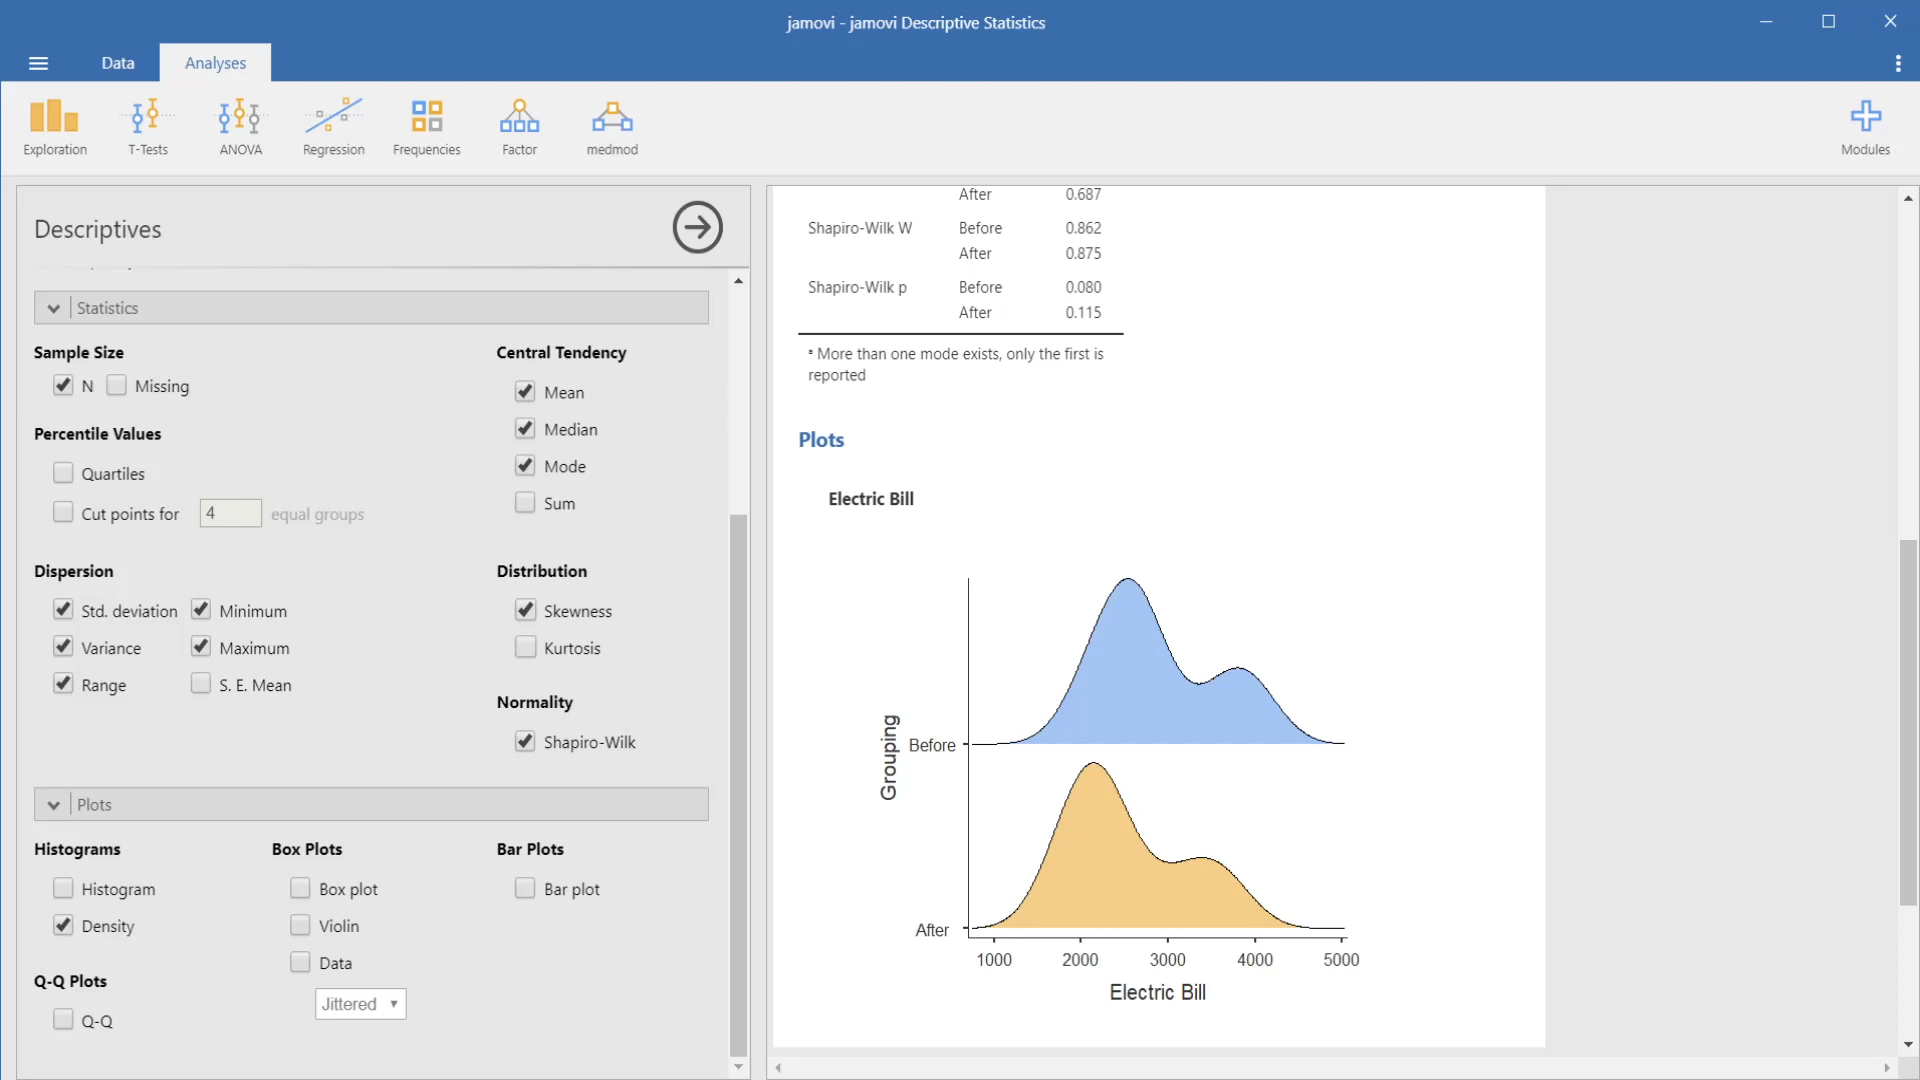 jamovi - jamovi Descriptive Statistics
Data
Analyses
Exploration
T-Tests
ANOVA
Regression
Frequencies
Factor
medmod
Modules
Descriptives
Statistics
Sample Size
N
Missing
Percentile Values
Quartiles
Cut points for 4 equal groups
Central Tendency
Mean
Median
Mode
Sum
Dispersion
Std. deviation
Minimum
Variance
Maximum
Range
S. E. Mean
Distribution
Skewness
Kurtosis
Normality
Shapiro-Wilk
Plots
Histograms
Histogram
Density
Q-Q Plots
Q-Q
Box Plots
Box plot
Violin
Data
Jittered
Bar Plots
Bar plot
After 0.687
Shapiro-Wilk W Before 0.862
After 0.875
Shapiro-Wilk p Before 0.080
After 0.115
ᵃ More than one mode exists, only the first is
reported
Plots
Electric Bill
Grouping
Before
After
1000 2000 3000 4000 5000
Electric Bill